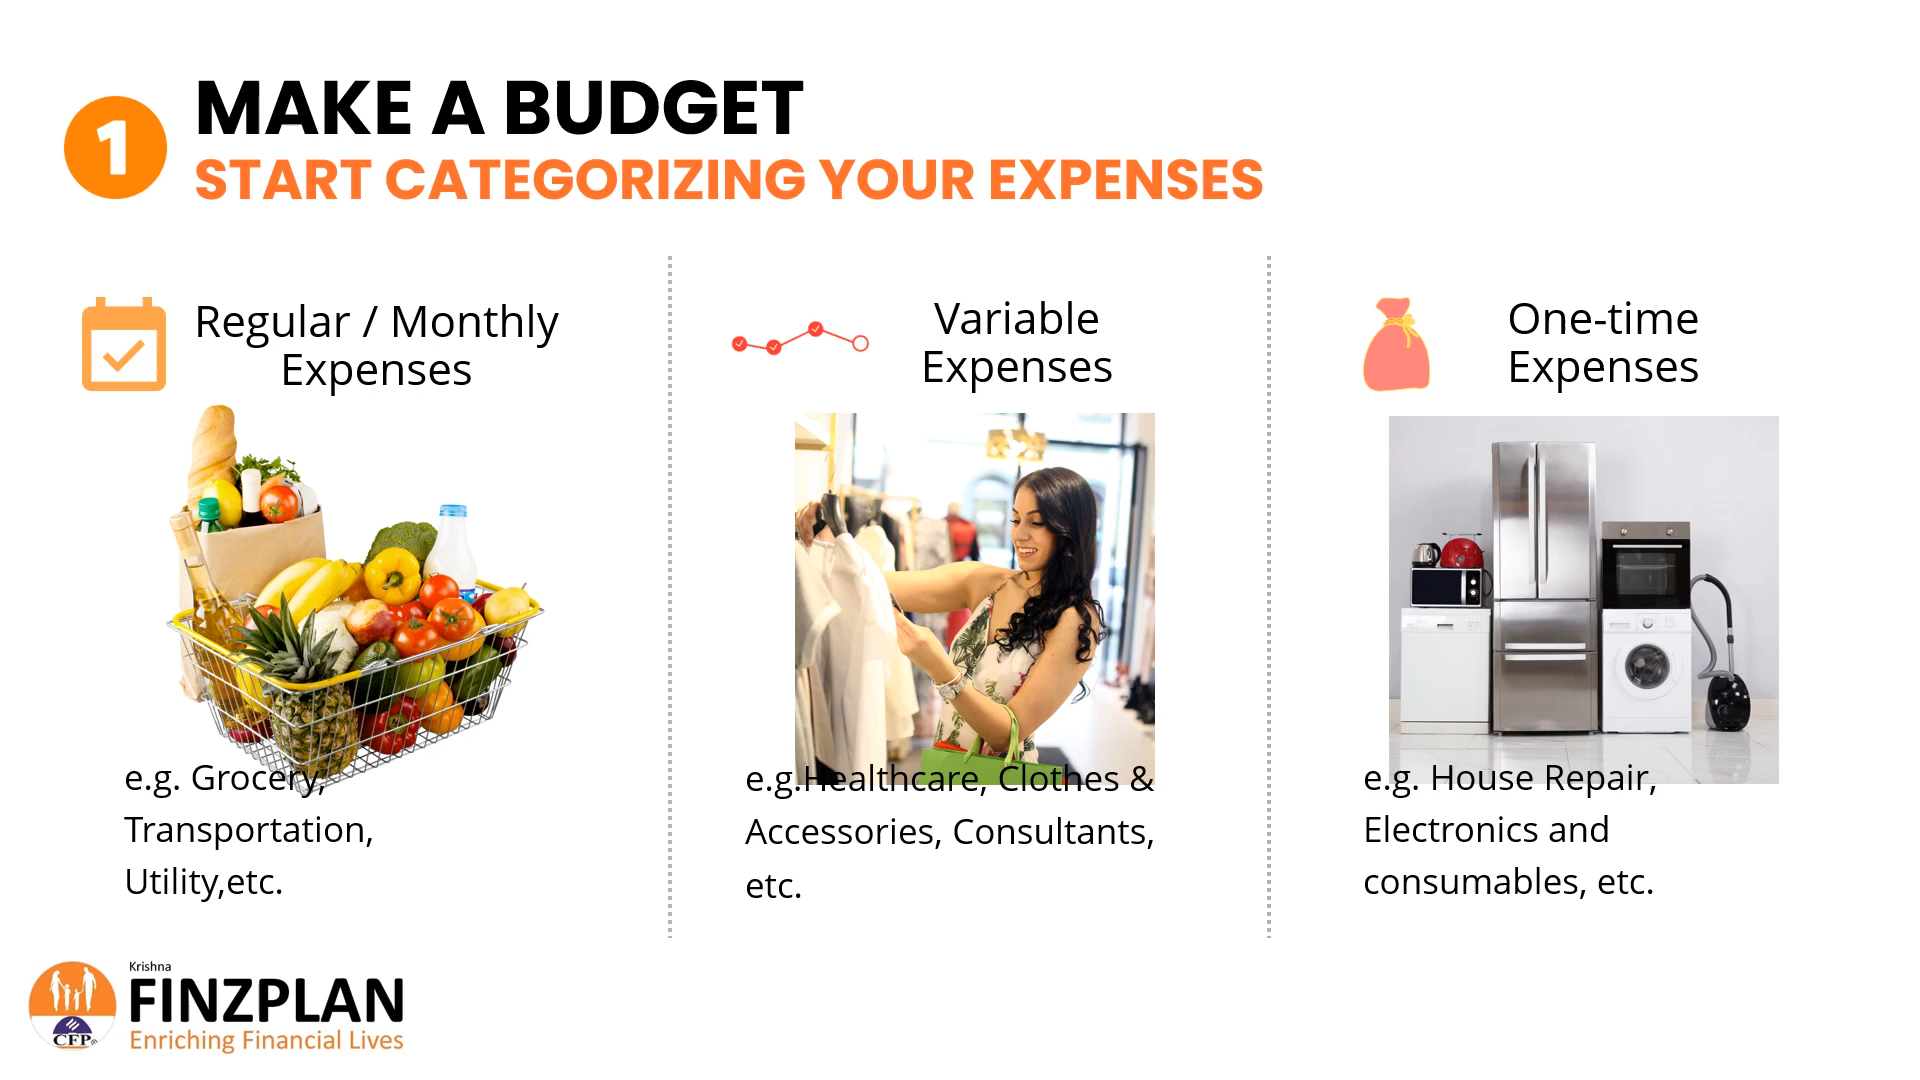 1
MAKE A BUDGET
START CATEGORIZING YOUR EXPENSES
Regular / Monthly
Expenses
e.g. Grocery,
Transportation,
Utility,etc.
Variable
Expenses
e.g.Healthcare, Clothes &
Accessories, Consultants,
etc.
One-time
Expenses
e.g. House Repair,
Electronics and
consumables, etc.
Krishna
FINZPLAN
Enriching Financial Lives
CFP®